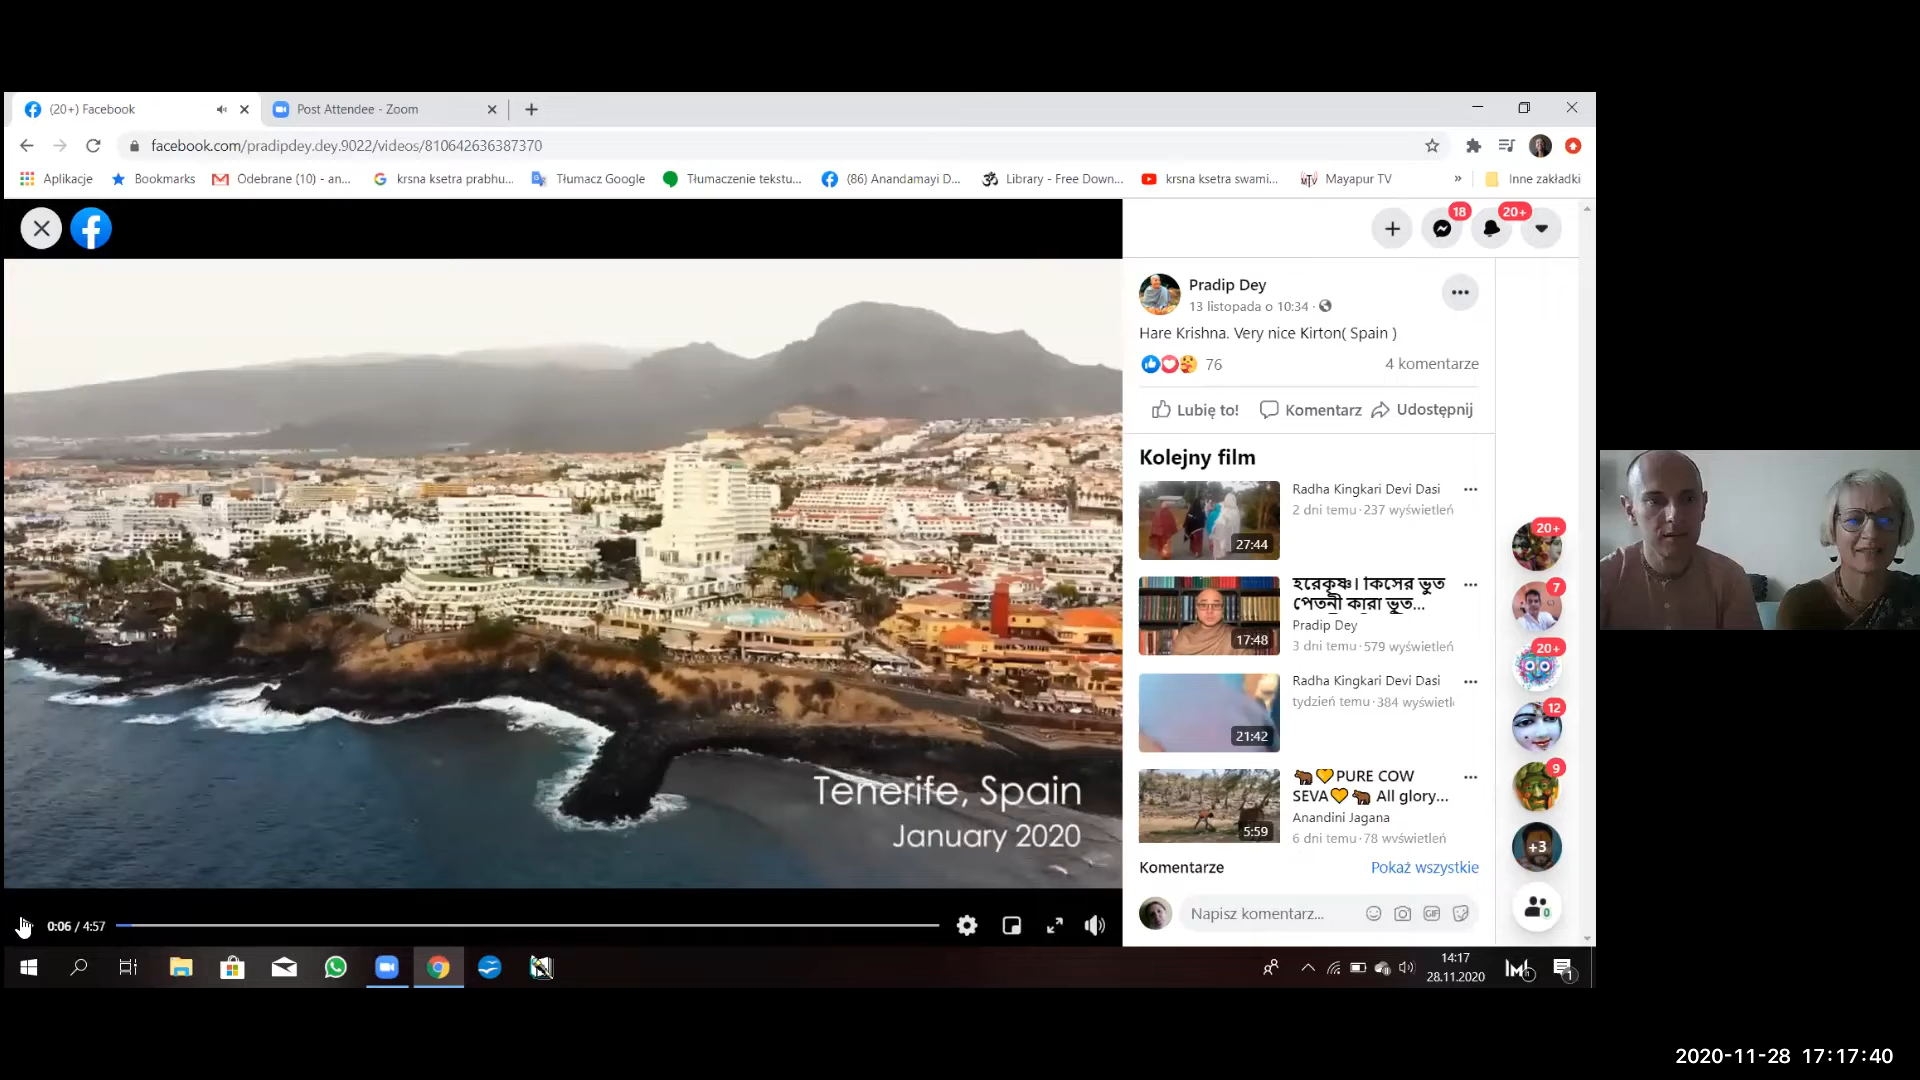 (20+) Facebook
Post Attendee - Zoom
facebook.com/pradipdey.dey.9022/videos/810642636387370
Aplikacje
Bookmarks
Odebrane (10) - an...
krsna ksetra prabhu...
Tłumacz Google
Tłumaczenie tekstu...
(86) Anandamayi D...
Library - Free Down...
krsna ksetra swami...
Mayapur TV
»
Inne zakładki
18
20+
Pradip Dey
13 listopada o 10:34 ·
Hare Krishna. Very nice Kirton( Spain )
76
4 komentarze
Lubię to!
Komentarz
Udostępnij
Kolejny film
27:44
Radha Kingkari Devi Dasi
2 dni temu · 237 wyświetleń
17:48
হরেকৃষ্ণ। কিসের ভুত
পেতনী কারা ভূত...
Pradip Dey
3 dni temu · 579 wyświetleń
21:42
Radha Kingkari Devi Dasi
tydzień temu · 384 wyświetl
5:59
PURE COW
SEVA All glory...
Anandini Jagana
6 dni temu · 78 wyświetleń
Komentarze
Pokaż wszystkie
Napisz komentarz...
GIF
20+
7
20+
12
9
+3
0
Tenerife, Spain
January 2020
0:06 / 4:57
14:17
28.11.2020
1
2020-11-28 17:17:40